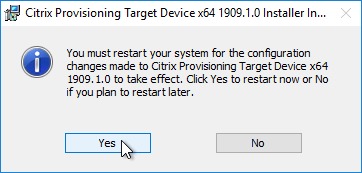 Citrix Provisioning Target Device x64 1909.1.0 Installer In...
You must restart your system for the configuration
changes made to Citrix Provisioning Target Device x64
1909.1.0 to take effect. Click Yes to restart now or No
if you plan to restart later.
Yes
No